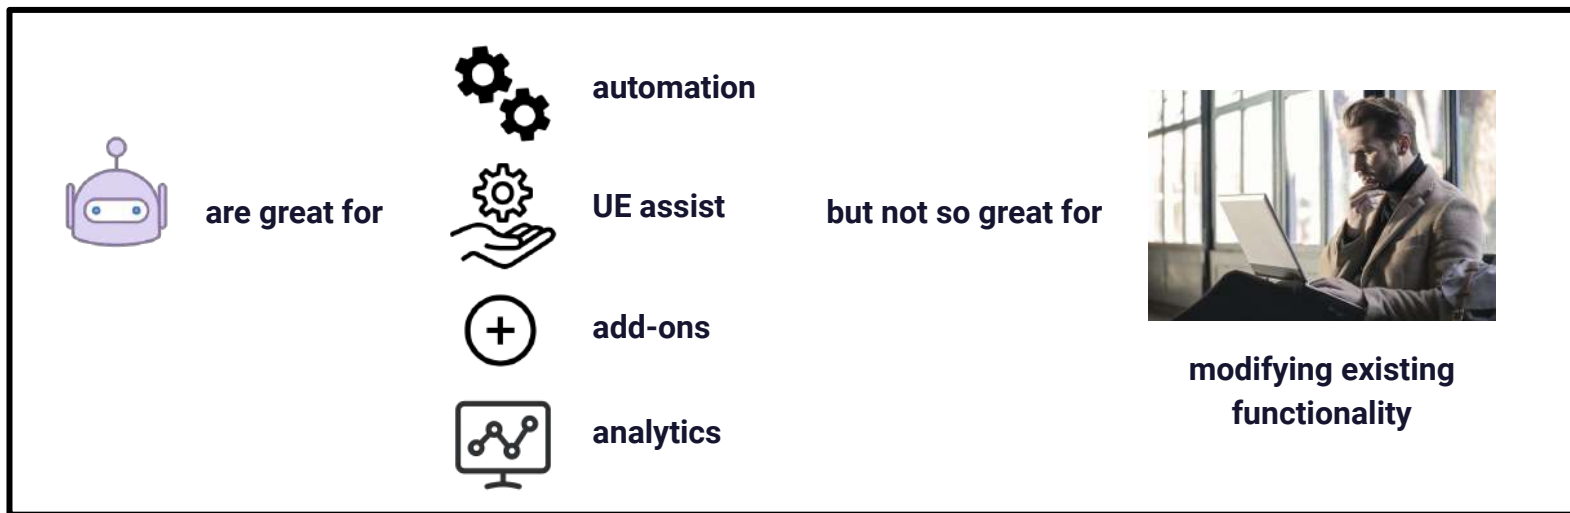 are great for
automation
UE assist
add-ons
analytics
but not so great for
modifying existing
functionality